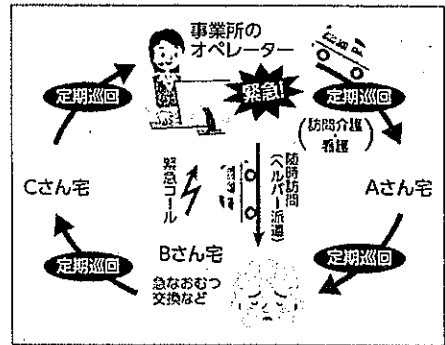 事業所の
オペレーター
緊急!
定期巡回
定期巡回
(訪問介護・看護)
Cさん宅
緊急コール
随時訪問
(ヘルパー派遣)
Aさん宅
Bさん宅
急なおむつ
交換など
定期巡回
定期巡回